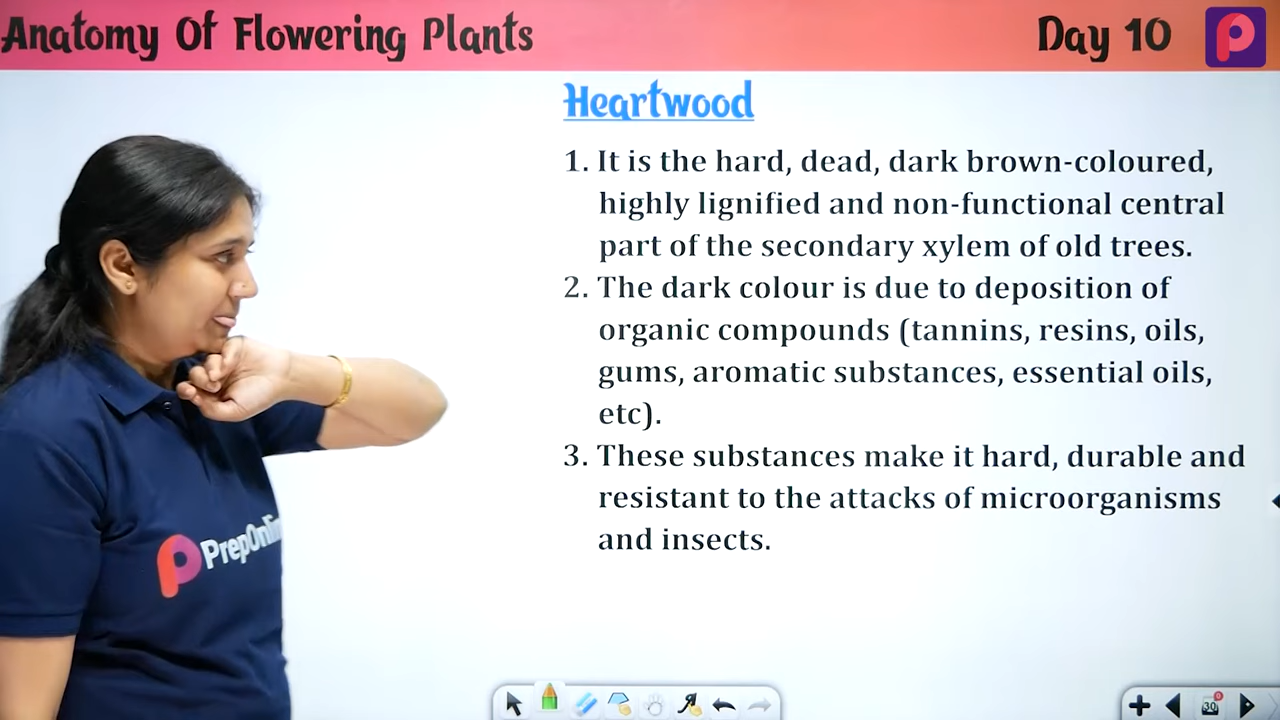 Anatomy Of Flowering Plants
Day 10
Heartwood
1. It is the hard, dead, dark brown-coloured,
highly lignified and non-functional central
part of the secondary xylem of old trees.
2. The dark colour is due to deposition of
organic compounds (tannins, resins, oils,
gums, aromatic substances, essential oils,
etc).
3. These substances make it hard, durable and
resistant to the attacks of microorganisms
and insects.
30